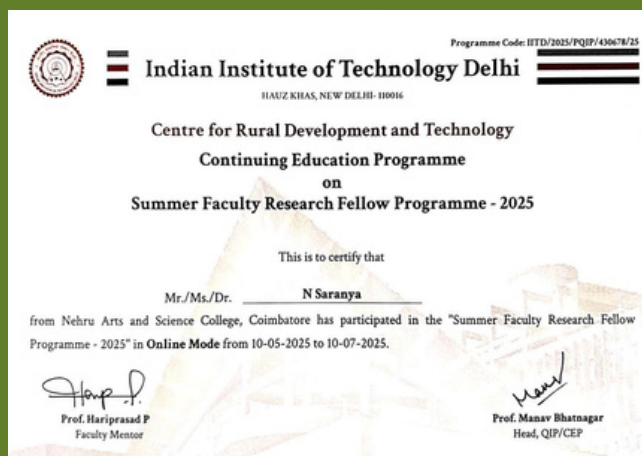 Programme Code: IITD/2025/PQIP/430678/25
Indian Institute of Technology Delhi
HAUZ KHAS, NEW DELHI- 110016
Centre for Rural Development and Technology
Continuing Education Programme
on
Summer Faculty Research Fellow Programme - 2025
This is to certify that
Mr./Ms./Dr. N Saranya
from Nehru Arts and Science College, Coimbatore has participated in the "Summer Faculty Research Fellow
Programme - 2025" in Online Mode from 10-05-2025 to 10-07-2025.
Prof. Hariprasad P
Faculty Mentor
Prof. Manav Bhatnagar
Head, QIP/CEP